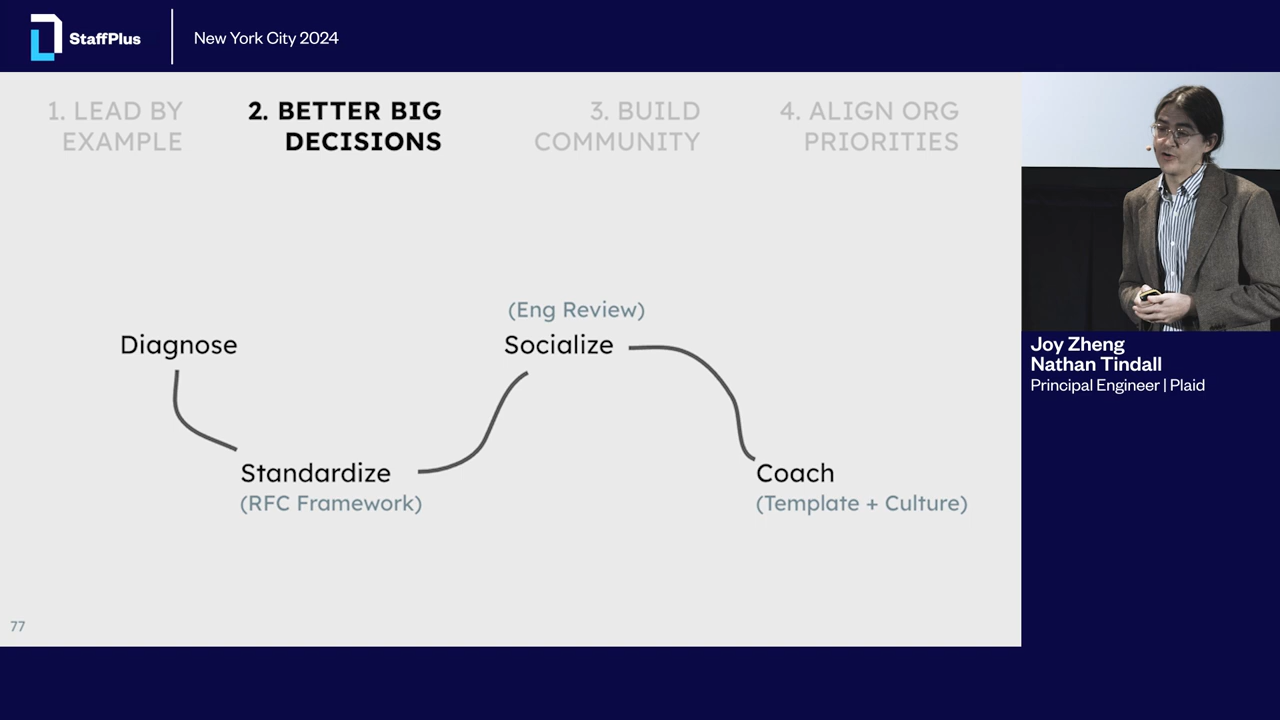 StaffPlus
New York City 2024
1. LEAD BY
EXAMPLE
2. BETTER BIG
DECISIONS
3. BUILD
COMMUNITY
4. ALIGN ORG
PRIORITIES
(Eng Review)
Diagnose
Socialize
Standardize
(RFC Framework)
Coach
(Template + Culture)
77
Joy Zheng
Nathan Tindall
Principal Engineer | Plaid